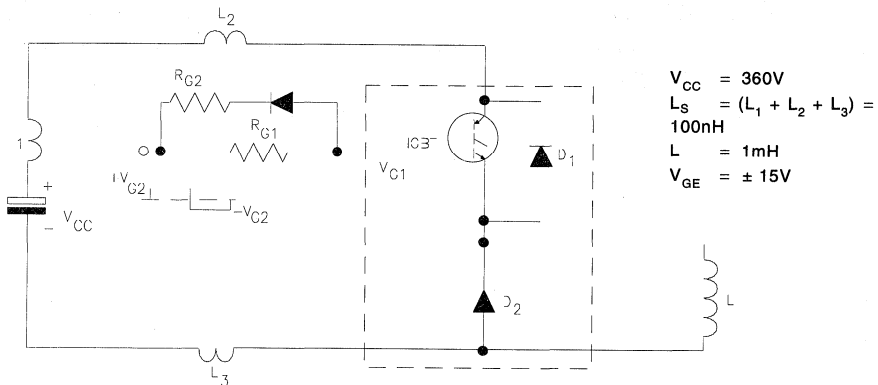 L2
RG2
RG1
1
+
VCC
–
VG2
–VG2
VG1
D1
L
L3
VCC = 360V
LS = (L1 + L2 + L3) =
100nH
L = 1mH
VGE = ± 15V